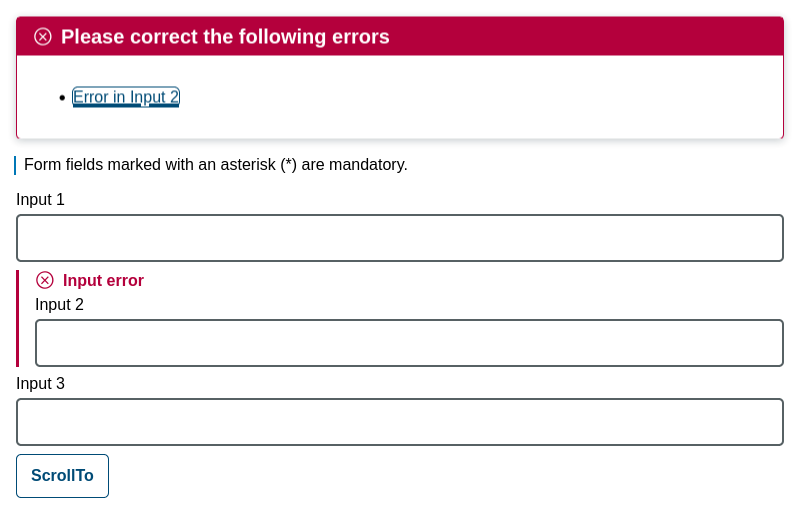 Please correct the following errors
• Error in Input 2
Form fields marked with an asterisk (*) are mandatory.
Input 1
Input error
Input 2
Input 3
ScrollTo